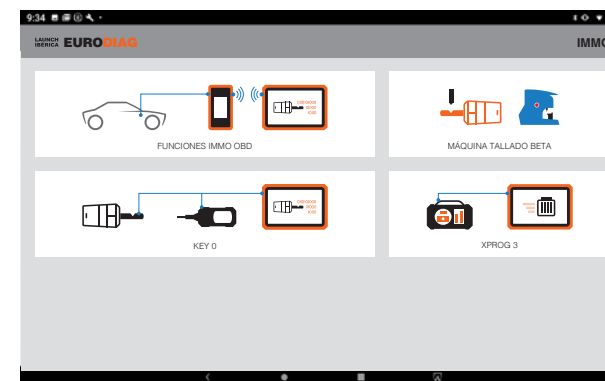 9:34
LAUNCH IBERICA EURODIAG IMMO
FUNCIONES IMMO OBD
MÁQUINA TALLADO BETA
KEY 0
XPROG 3